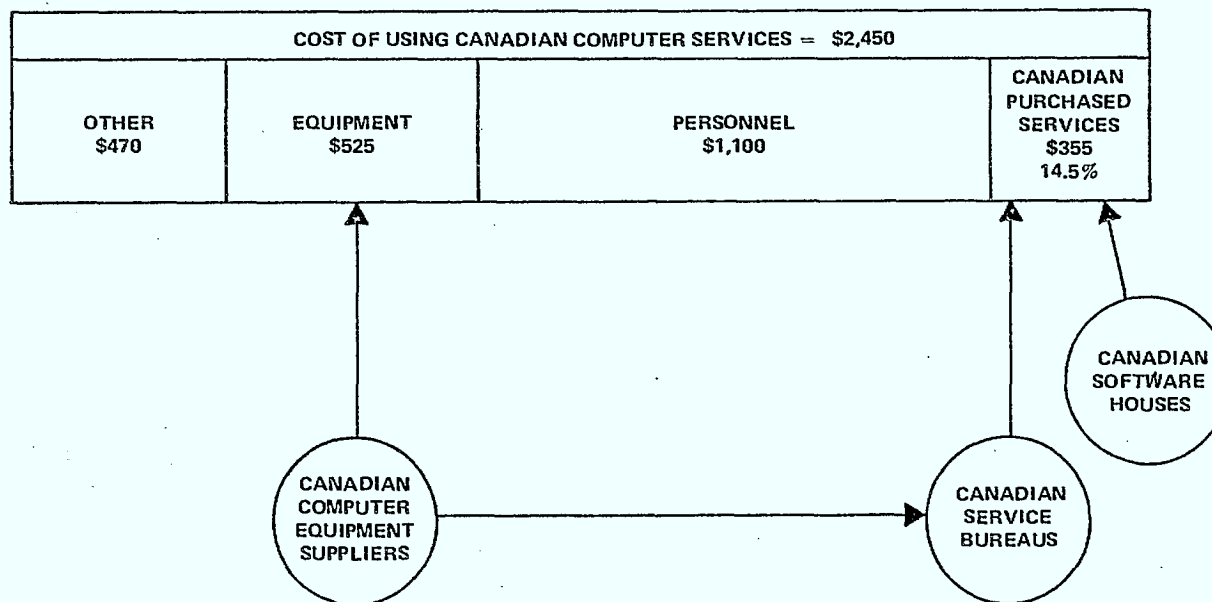 COST OF USING CANADIAN COMPUTER SERVICES = $2,450
OTHER
$470
EQUIPMENT
$525
PERSONNEL
$1,100
CANADIAN
PURCHASED
SERVICES
$355
14.5%
CANADIAN
SOFTWARE
HOUSES
CANADIAN
COMPUTER
EQUIPMENT
SUPPLIERS
CANADIAN
SERVICE
BUREAUS